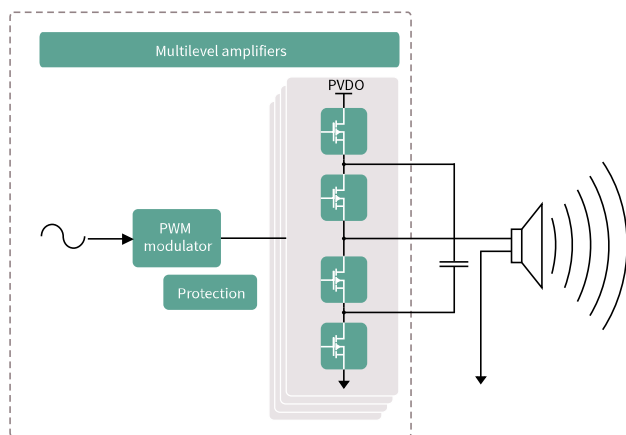 Multilevel amplifiers
PVDO
PWM
modulator
Protection